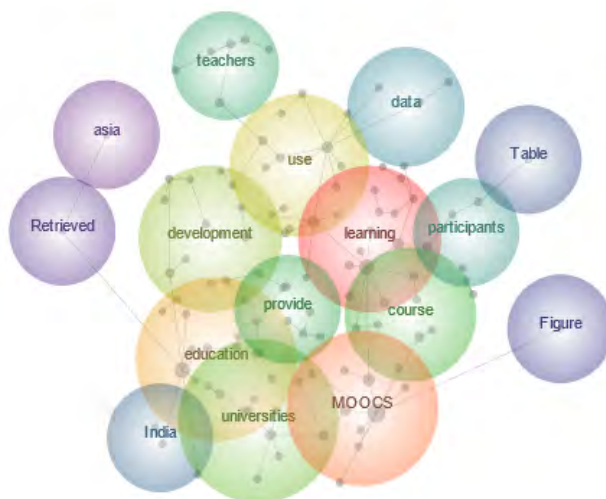 teachers
data
asia
use
Table
Retrieved
development
learning
participants
provide
course
Figure
education
MOOCS
universities
India